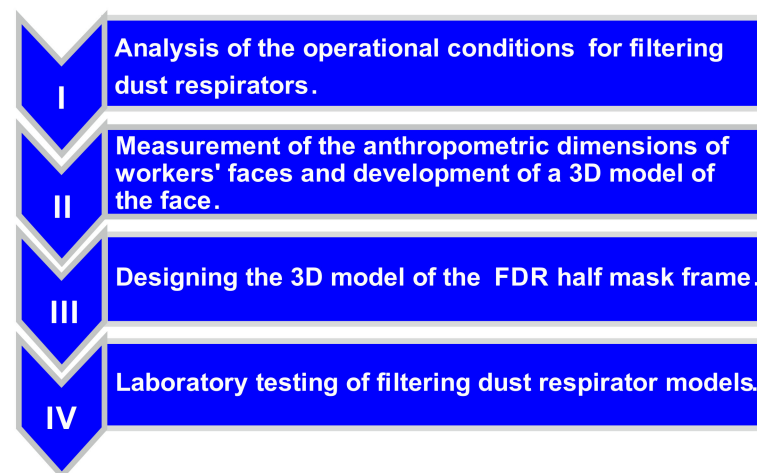 I
Analysis of the operational conditions for filtering
dust respirators.
II
Measurement of the anthropometric dimensions of
workers' faces and development of a 3D model of
the face.
III
Designing the 3D model of the FDR half mask frame.
IV
Laboratory testing of filtering dust respirator models.